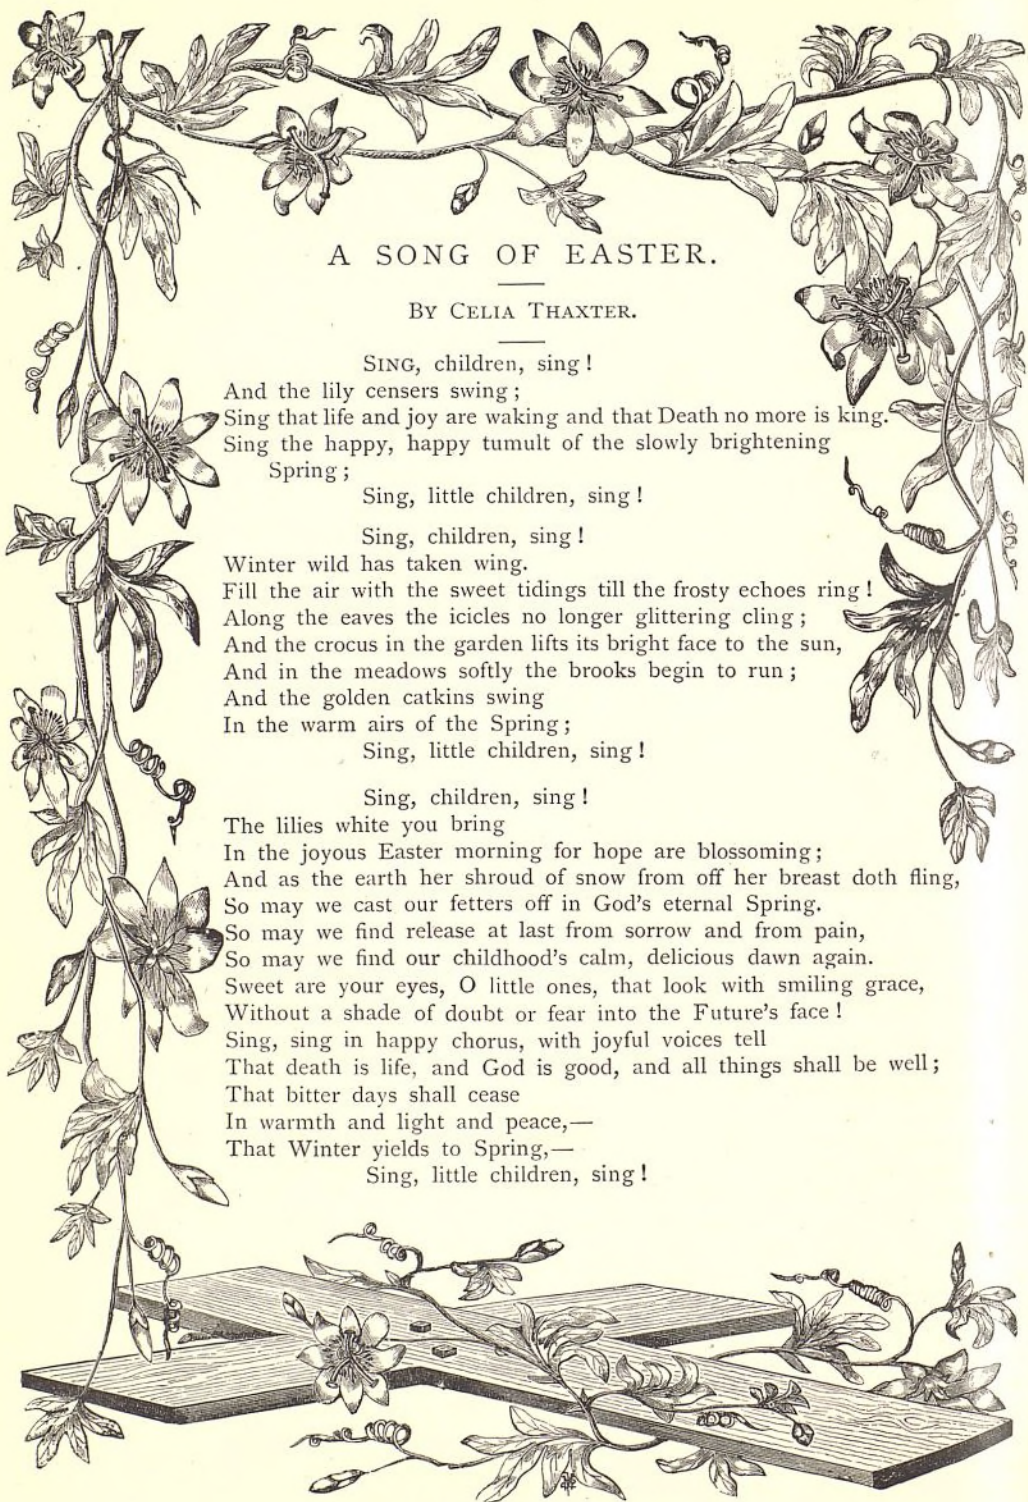 A SONG OF EASTER.
BY CELIA THAXTER.
SING, children, sing!
And the lily censers swing;
Sing that life and joy are waking and that Death no more is king.
Sing the happy, happy tumult of the slowly brightening
Spring;
Sing, little children, sing!
Sing, children, sing!
Winter wild has taken wing.
Fill the air with the sweet tidings till the frosty echoes ring!
Along the eaves the icicles no longer glittering cling;
And the crocus in the garden lifts its bright face to the sun,
And in the meadows softly the brooks begin to run;
And the golden catkins swing
In the warm airs of the Spring;
Sing, little children, sing!
Sing, children, sing!
The lilies white you bring
In the joyous Easter morning for hope are blossoming;
And as the earth her shroud of snow from off her breast doth fling,
So may we cast our fetters off in God's eternal Spring.
So may we find release at last from sorrow and from pain,
So may we find our childhood's calm, delicious dawn again.
Sweet are your eyes, O little ones, that look with smiling grace,
Without a shade of doubt or fear into the Future's face!
Sing, sing in happy chorus, with joyful voices tell
That death is life, and God is good, and all things shall be well;
That bitter days shall cease
In warmth and light and peace,—
That Winter yields to Spring,—
Sing, little children, sing!